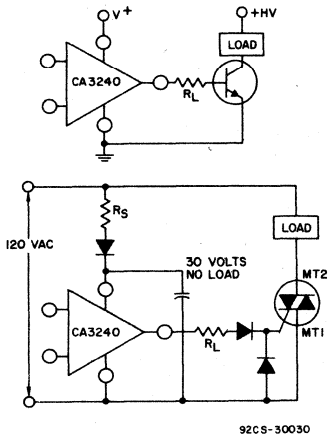 V+
+HV
LOAD
CA3240
RL
120 VAC
RS
30 VOLTS
NO LOAD
LOAD
MT2
CA3240
RL
MT1
92CS-30030